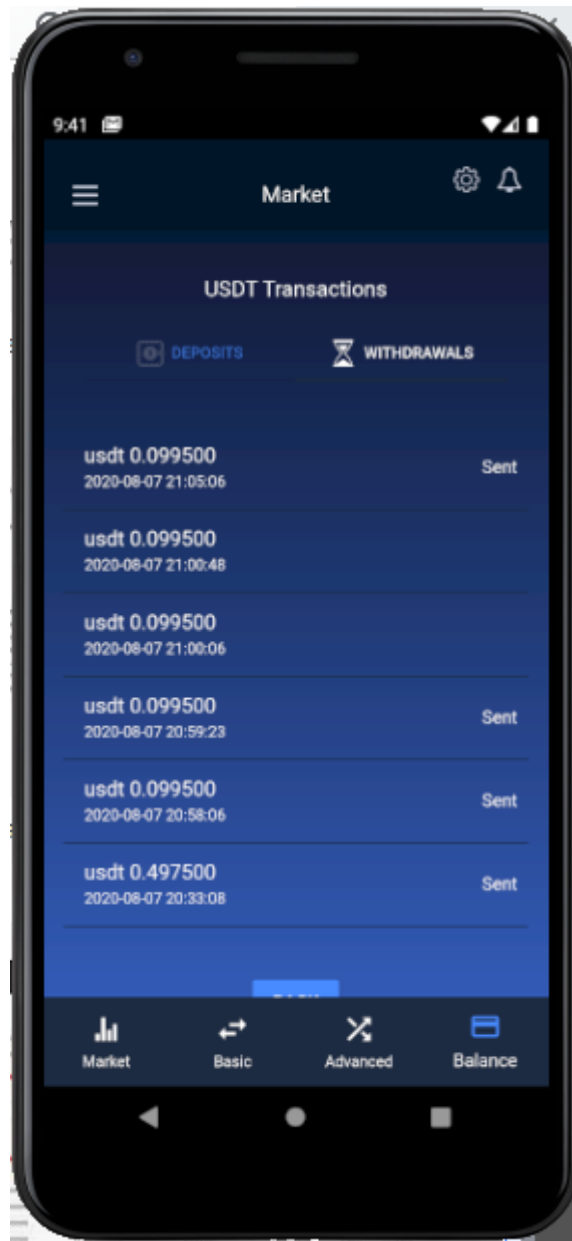 9:41
Market
USDT Transactions
DEPOSITS WITHDRAWALS
usdt 0.099500
2020-08-07 21:05:06
Sent
usdt 0.099500
2020-08-07 21:00:48
usdt 0.099500
2020-08-07 21:00:06
usdt 0.099500
2020-08-07 20:59:23
Sent
usdt 0.099500
2020-08-07 20:58:06
Sent
usdt 0.497500
2020-08-07 20:33:08
Sent
Market Basic Advanced Balance